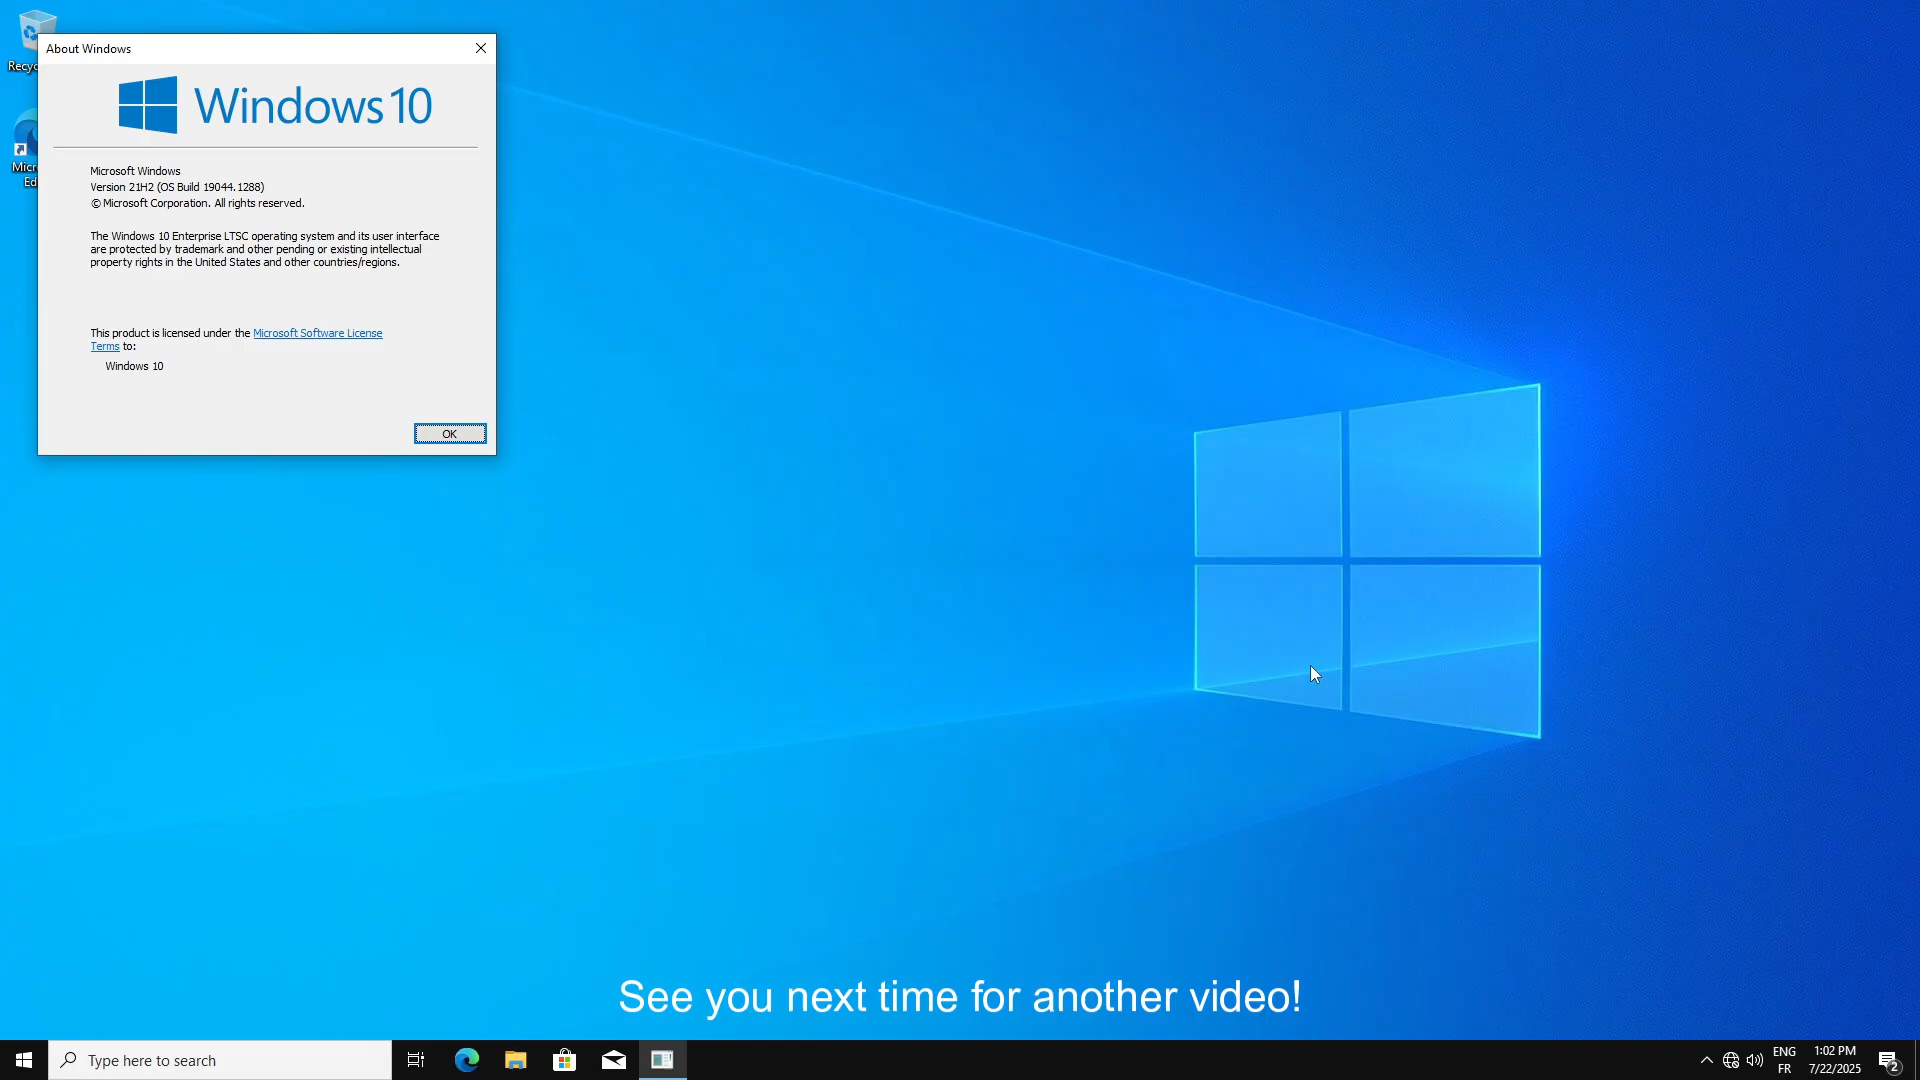 Recyc
Micr
Ed
About Windows
Windows 10
Microsoft Windows
Version 21H2 (OS Build 19044.1288)
© Microsoft Corporation. All rights reserved.
The Windows 10 Enterprise LTSC operating system and its user interface
are protected by trademark and other pending or existing intellectual
property rights in the United States and other countries/regions.
This product is licensed under the Microsoft Software License
Terms to:
Windows 10
OK
See you next time for another video!
Type here to search
ENG
FR
1:02 PM
7/22/2025
2